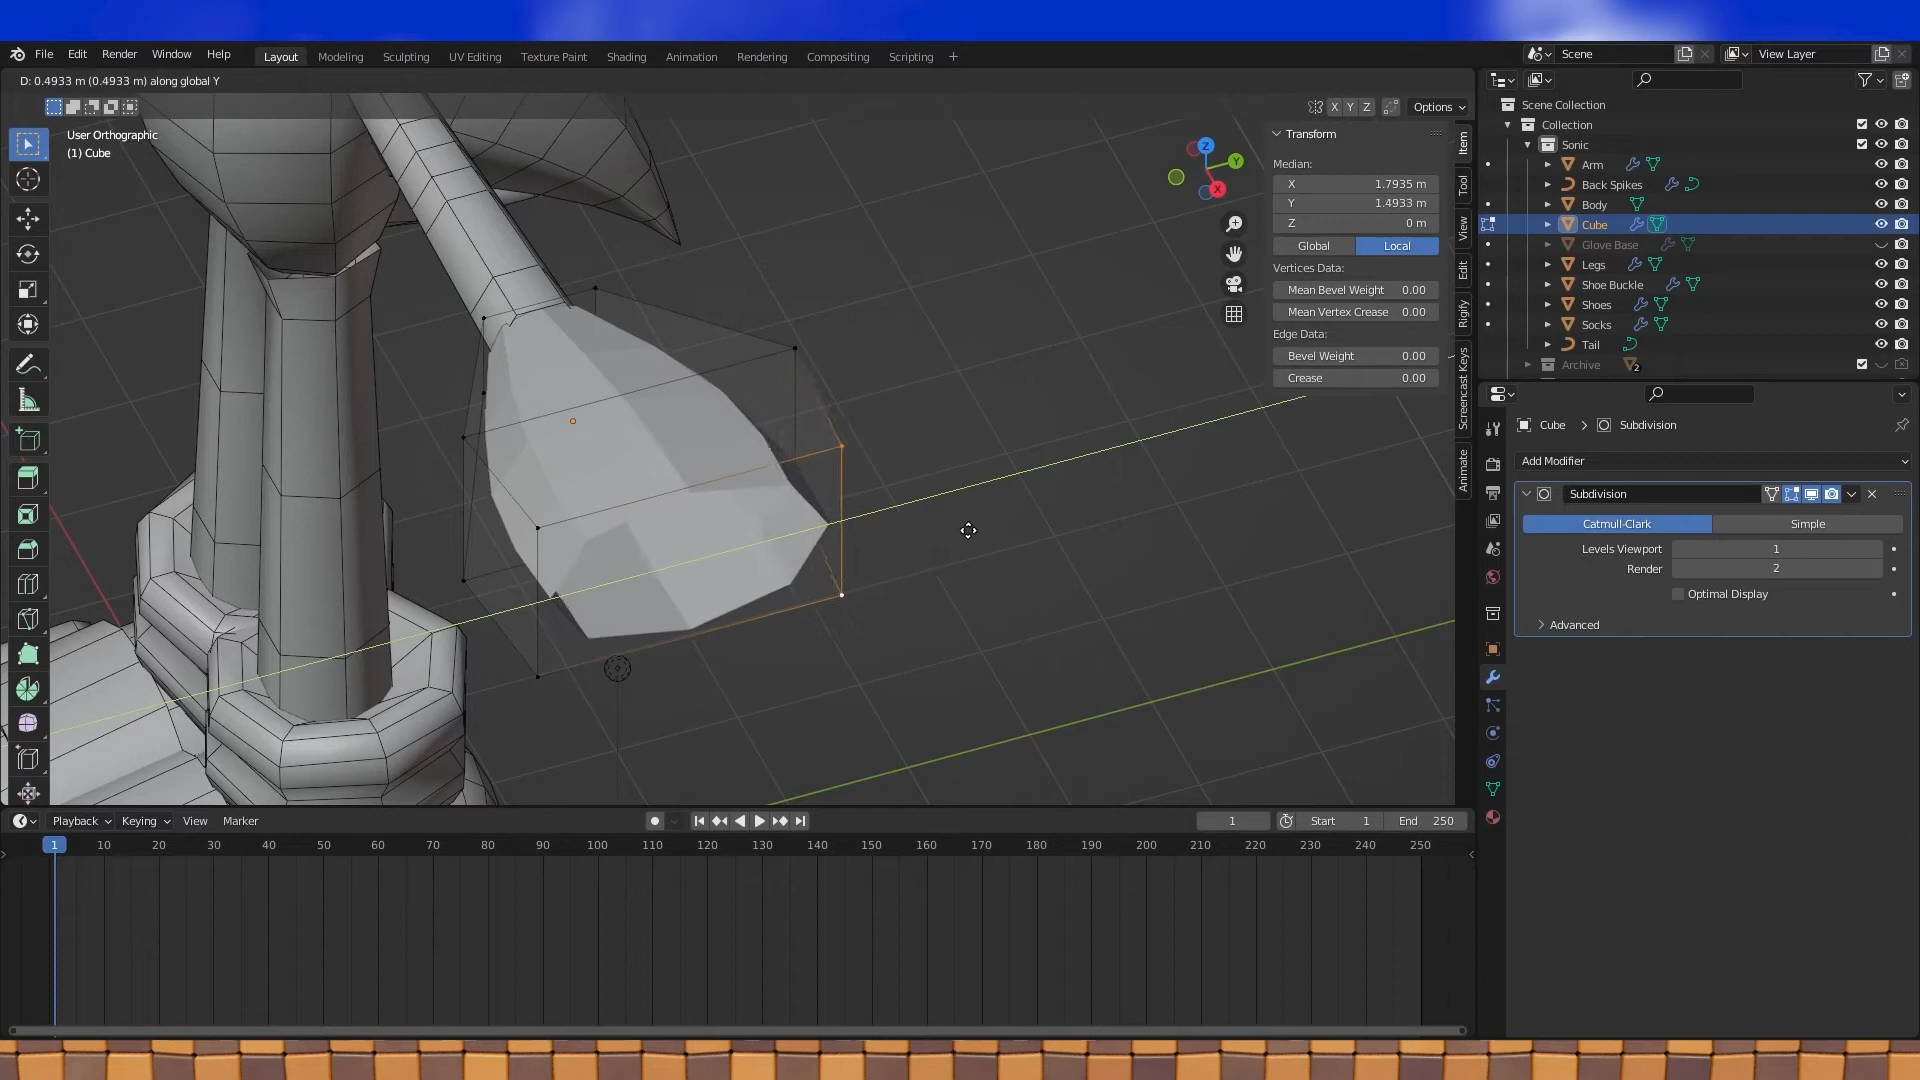 File Edit Render Window Help Layout Modeling Sculpting UV Editing Texture Paint Shading Animation Rendering Compositing Scripting + Scene View Layer
D: 0.4933 m (0.4933 m) along global Y
X Y Z Options
User Orthographic
(1) Cube
Z
Y
X
Transform
Median:
X 1.7935 m
Y 1.4933 m
Z 0 m
Global Local
Vertices Data:
Mean Bevel Weight 0.00
Mean Vertex Crease 0.00
Edge Data:
Bevel Weight 0.00
Crease 0.00
Item
Tool
View
Edit
Rigify
Screencast Keys
Animate
Scene Collection
Collection
Sonic
Arm
Back Spikes
Body
Cube
Glove Base
Legs
Shoe Buckle
Shoes
Socks
Tail
Archive 2
Cube > Subdivision
Add Modifier
Subdivision
Catmull-Clark Simple
Levels Viewport 1
Render 2
Optimal Display
Advanced
Playback Keying View Marker 1 Start 1 End 250
1 10 20 30 40 50 60 70 80 90 100 110 120 130 140 150 160 170 180 190 200 210 220 230 240 250